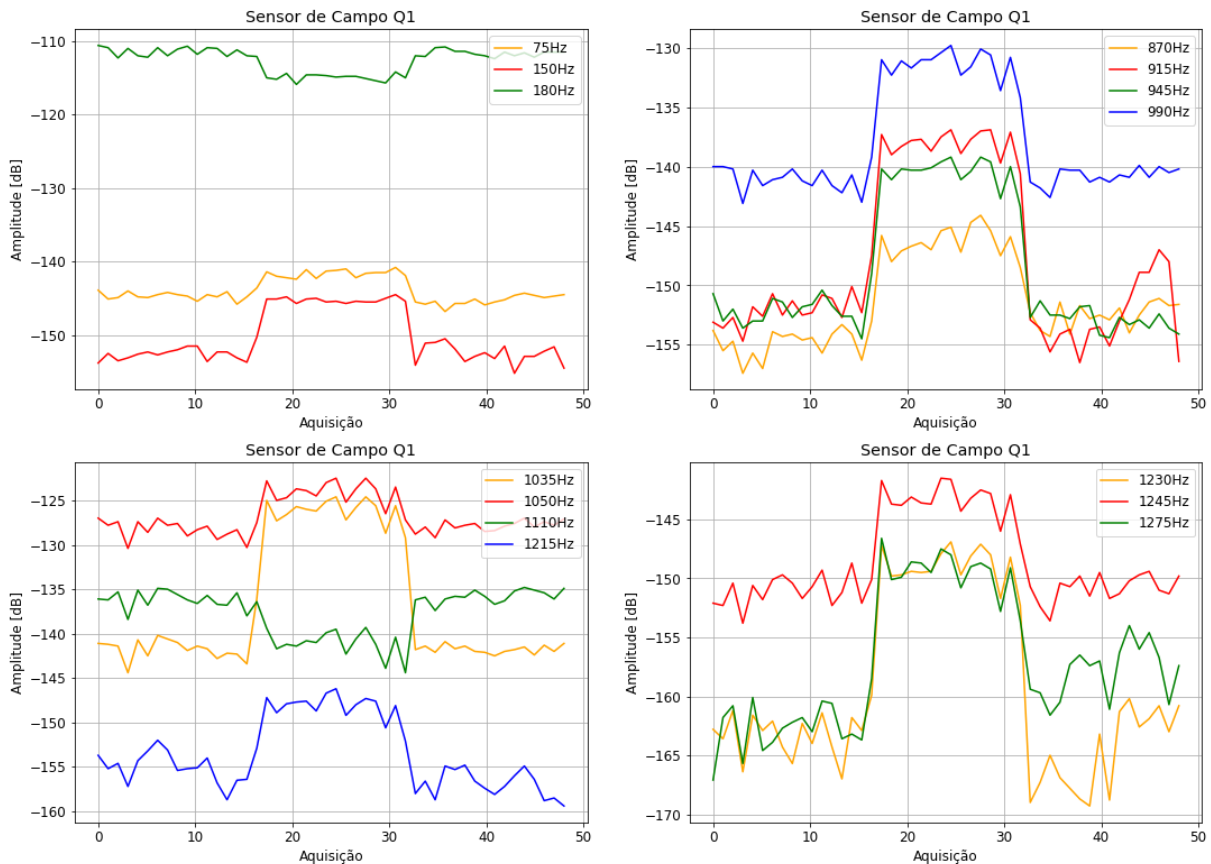 Sensor de Campo Q1
Amplitude [dB]
−110
−120
−130
−140
−150
75Hz
150Hz
180Hz
0 10 20 30 40 50
Aquisição
Sensor de Campo Q1
Amplitude [dB]
−130
−135
−140
−145
−150
−155
870Hz
915Hz
945Hz
990Hz
0 10 20 30 40 50
Aquisição
Sensor de Campo Q1
Amplitude [dB]
−125
−130
−135
−140
−145
−150
−155
−160
1035Hz
1050Hz
1110Hz
1215Hz
0 10 20 30 40 50
Aquisição
Sensor de Campo Q1
Amplitude [dB]
−145
−150
−155
−160
−165
−170
1230Hz
1245Hz
1275Hz
0 10 20 30 40 50
Aquisição